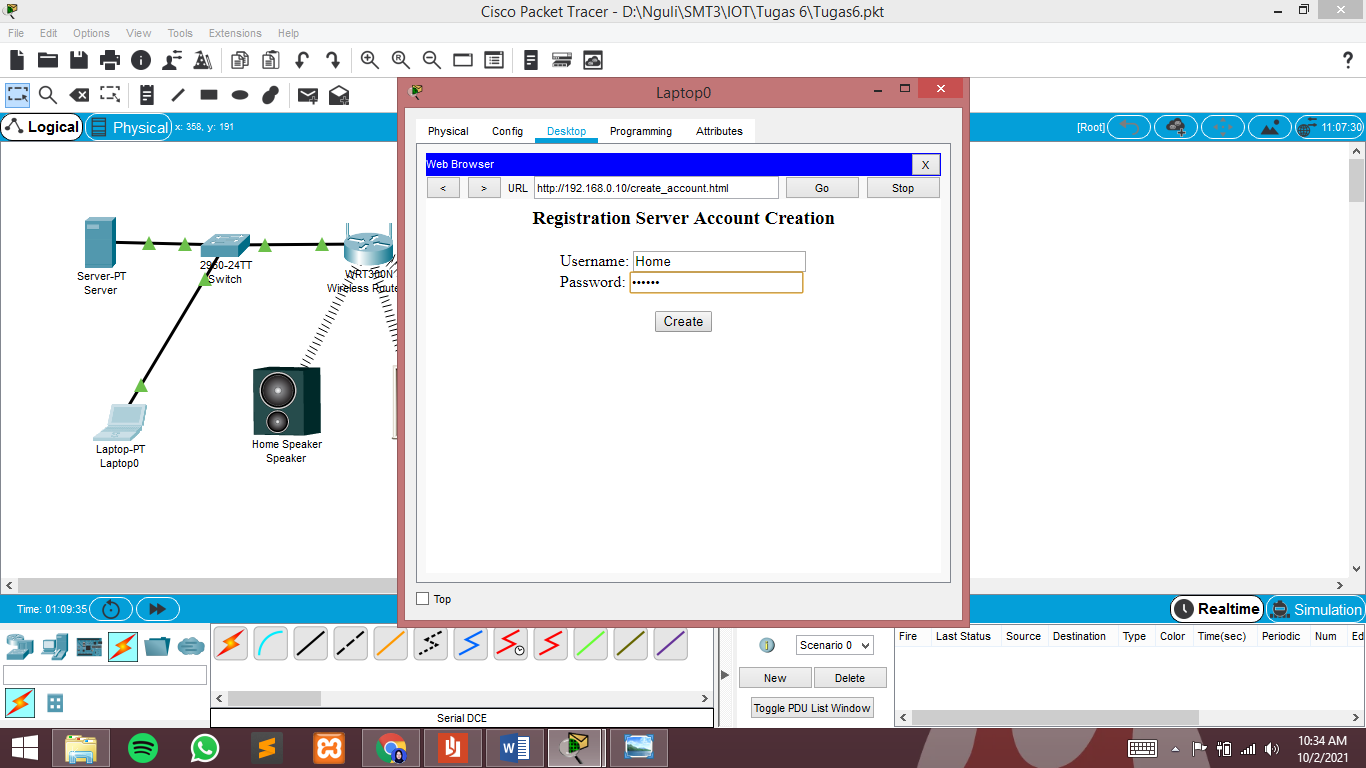 Cisco Packet Tracer - D:\Nguli\SMT3\IOT\Tugas 6\Tugas6.pkt
File Edit Options View Tools Extensions Help
?
Logical Physical x: 358, y: 191 [Root] 11:07:30
Laptop0
Physical Config Desktop Programming Attributes
Web Browser X
< > URL http://192.168.0.10/create_account.html Go Stop
Registration Server Account Creation
Username: Home
Password: ••••••
Create
Top
Server-PT
Server
2950-24TT
Switch
WRT300N
Wireless Route
Home Speaker
Speaker
Laptop-PT
Laptop0
Time: 01:09:35
Realtime Simulation
Scenario 0
New Delete
Toggle PDU List Window
Fire Last Status Source Destination Type Color Time(sec) Periodic Num Ed
Serial DCE
10:34 AM
10/2/2021